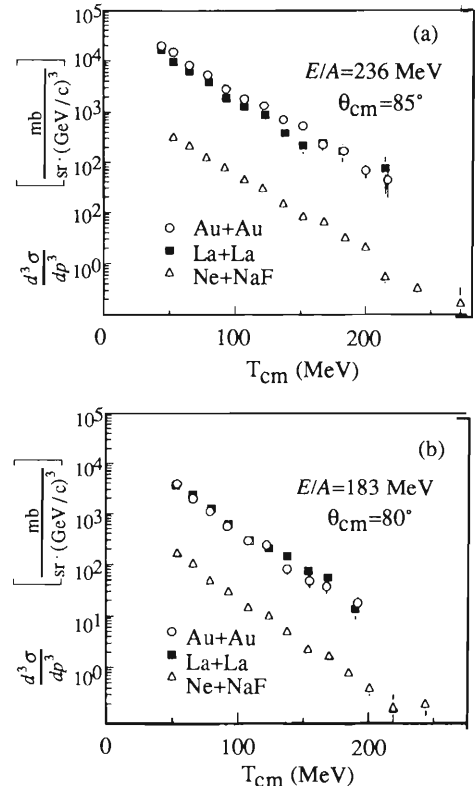 (a)
E/A=236 MeV
θcm=85°
10^5
10^4
10^3
10^2
10^1
10^0
[mb / sr·(GeV/c)^3]
d^3σ / dp^3
Au+Au
La+La
Ne+NaF
0 100 200
Tcm (MeV)
(b)
E/A=183 MeV
θcm=80°
10^5
10^4
10^3
10^2
10^1
10^0
[mb / sr·(GeV/c)^3]
d^3σ / dp^3
Au+Au
La+La
Ne+NaF
0 100 200
Tcm (MeV)